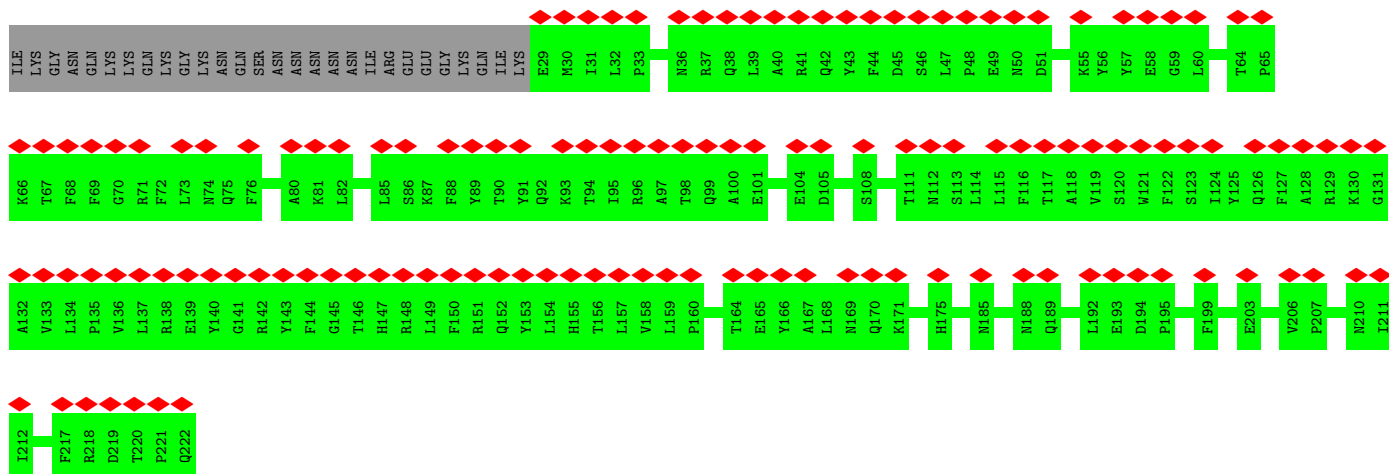 ILE LYS GLY ASN GLN LYS LYS GLN LYS GLY LYS ASN GLN SER ASN ASN ASN ASN ASN ILE ARG GLU GLU GLY LYS GLN ILE LYS E29 M30 I31 L32 P33 N36 R37 Q38 L39 A40 R41 Q42 Y43 F44 D45 S46 L47 P48 E49 N50 D51 K55 Y56 Y57 E58 G59 L60 T64 P65
K66 T67 F68 F69 G70 R71 F72 L73 N74 Q75 F76 A80 K81 L82 L85 S86 K87 F88 Y89 T90 Y91 Q92 K93 T94 I95 R96 A97 T98 Q99 A100 E101 E104 D105 S108 T111 N112 S113 L114 L115 F116 T117 A118 V119 S120 W121 F122 S123 I124 Y125 Q126 F127 A128 R129 K130 G131
A132 V133 L134 P135 V136 L137 R138 E139 Y140 G141 R142 Y143 F144 G145 T146 H147 R148 L149 F150 R151 Q152 Y153 L154 H155 T156 L157 V158 L159 P160 T164 E165 Y166 A167 L168 N169 Q170 K171 H175 N185 N188 Q189 L192 E193 D194 P195 F199 E203 V206 P207 N210 I211
I212 F217 R218 D219 T220 P221 Q222